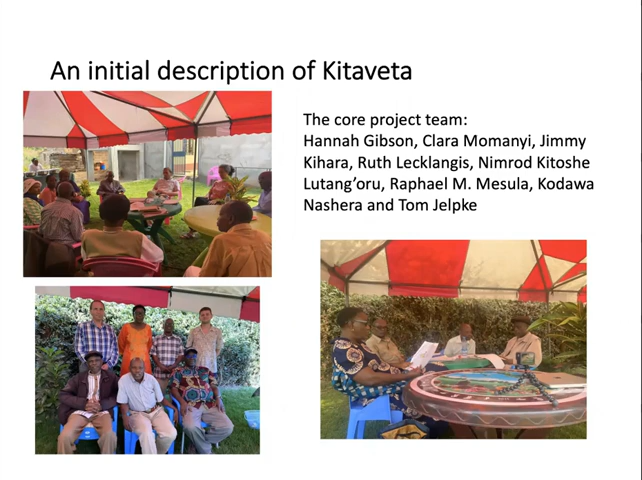 An initial description of Kitaveta
The core project team:
Hannah Gibson, Clara Momanyi, Jimmy
Kihara, Ruth Lecklangis, Nimrod Kitoshe
Lutang’oru, Raphael M. Mesula, Kodawa
Nashera and Tom Jelpke